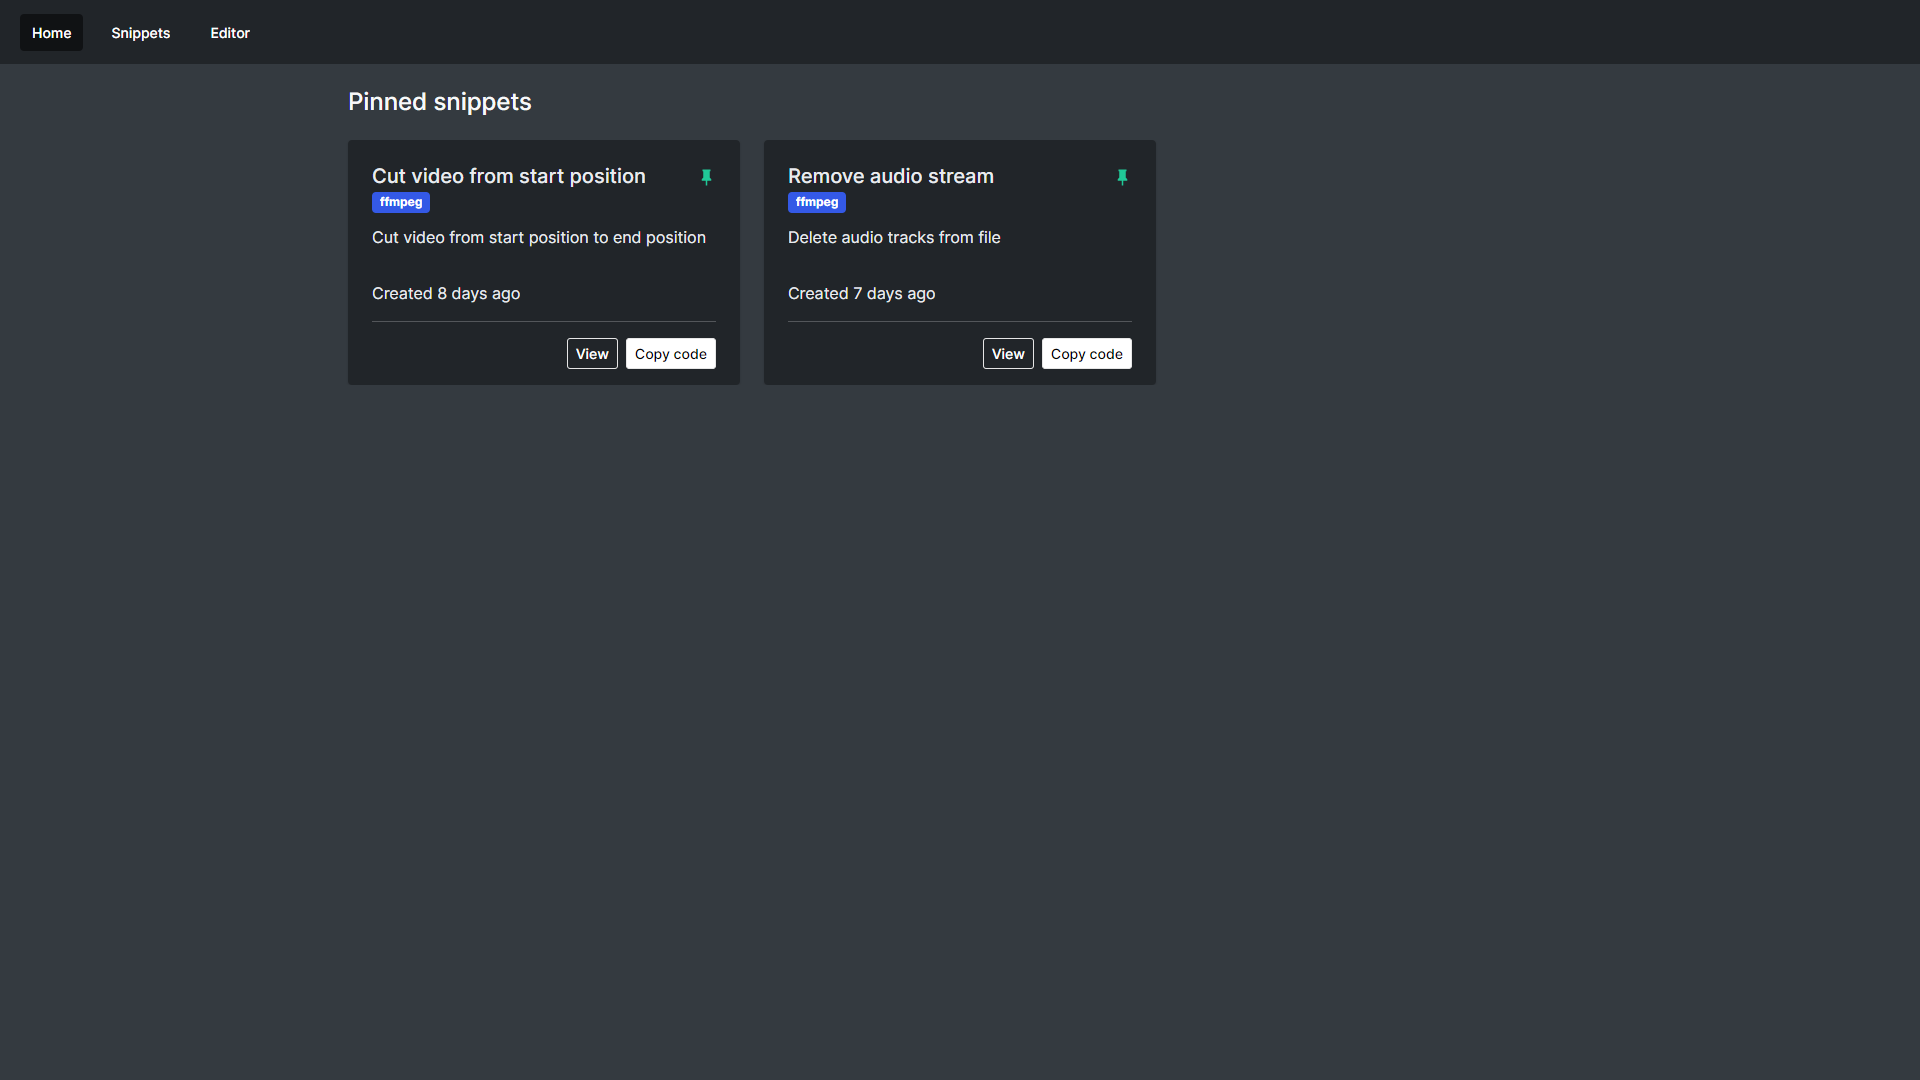 Home Snippets Editor
Pinned snippets
Cut video from start position
ffmpeg
Cut video from start position to end position
Created 8 days ago
View Copy code
Remove audio stream
ffmpeg
Delete audio tracks from file
Created 7 days ago
View Copy code